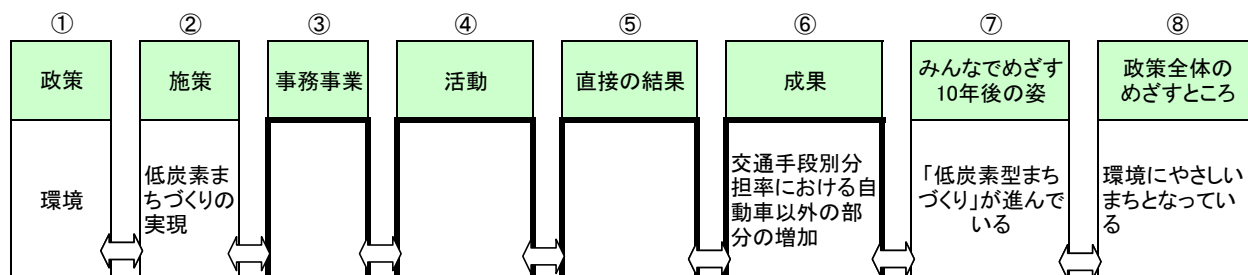 ①
②
③
④
⑤
⑥
⑦
⑧
政策
施策
事務事業
活動
直接の結果
成果
みんなでめざす
10年後の姿
政策全体の
めざすところ
環境
低炭素ま
ちづくりの
実現
交通手段別分
担率における自
動車以外の部
分の増加
「低炭素型まち
づくり」が進んで
いる
環境にやさしい
まちとなってい
る